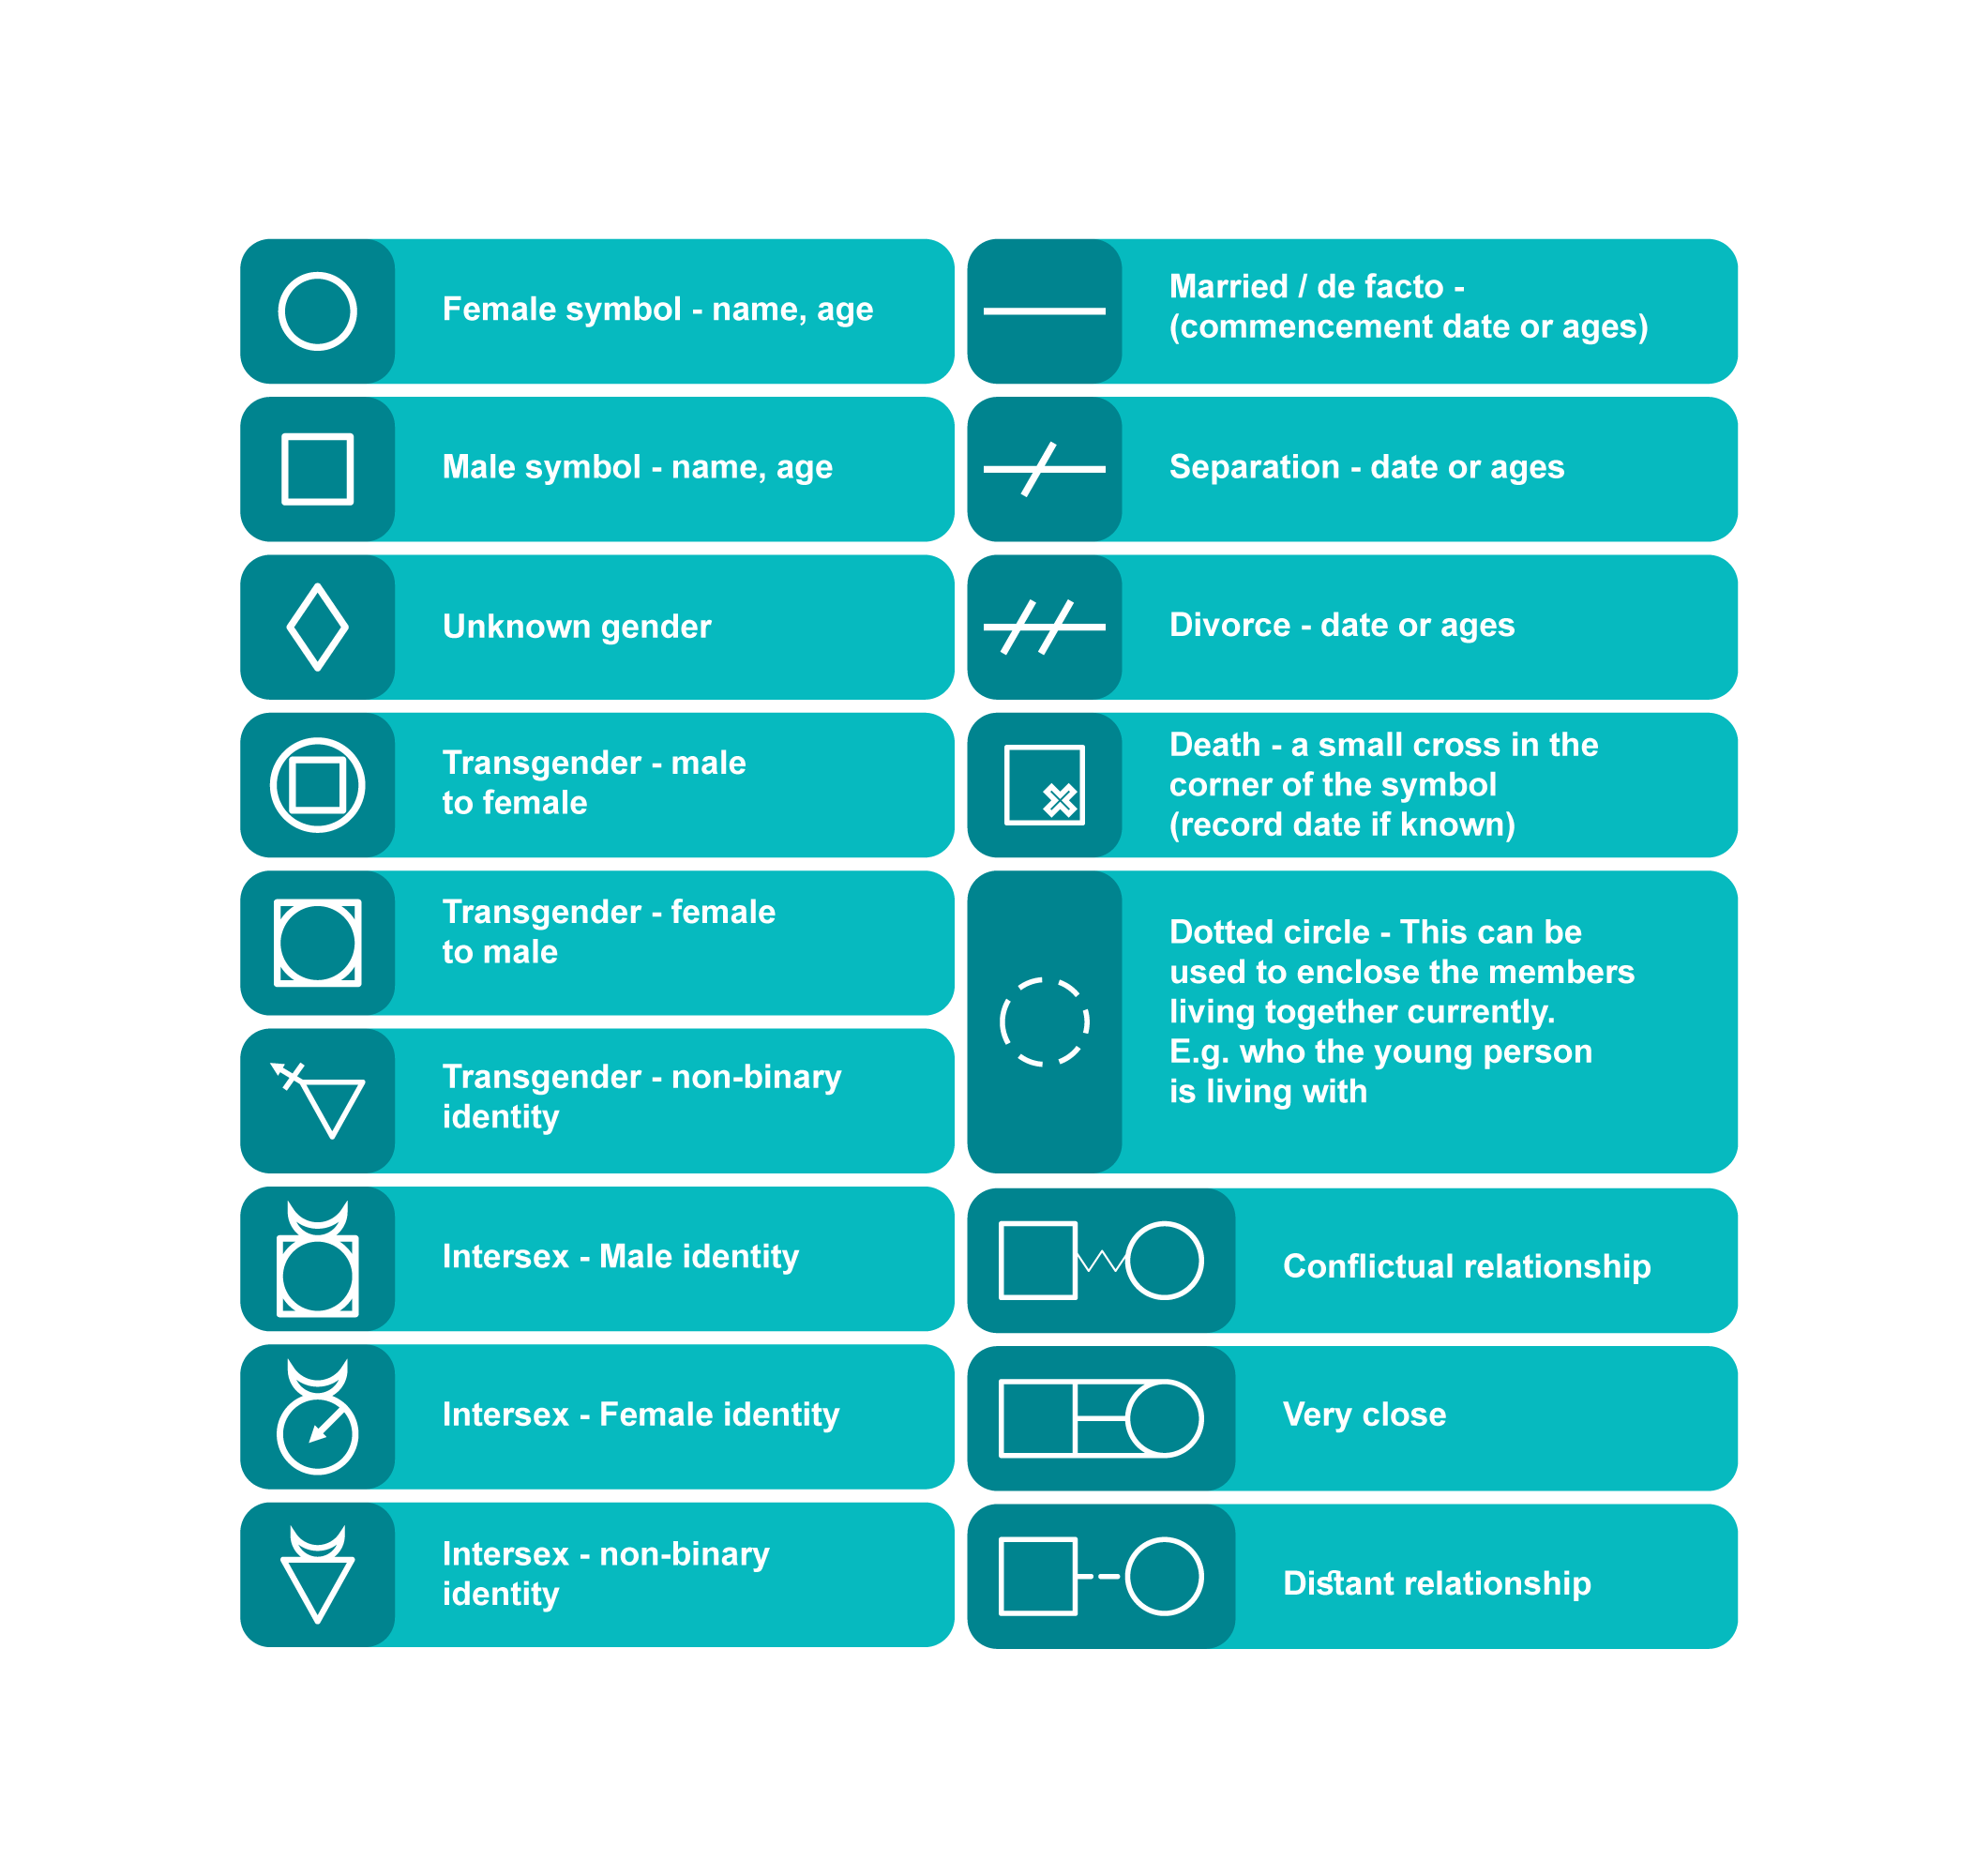 Female symbol - name, age
Male symbol - name, age
Unknown gender
Transgender - male
to female
Transgender - female
to male
Transgender - non-binary
identity
Intersex - Male identity
Intersex - Female identity
Intersex - non-binary
identity
Married / de facto -
(commencement date or ages)
Separation - date or ages
Divorce - date or ages
Death - a small cross in the
corner of the symbol
(record date if known)
Dotted circle - This can be
used to enclose the members
living together currently.
E.g. who the young person
is living with
Conflictual relationship
Very close
Distant relationship